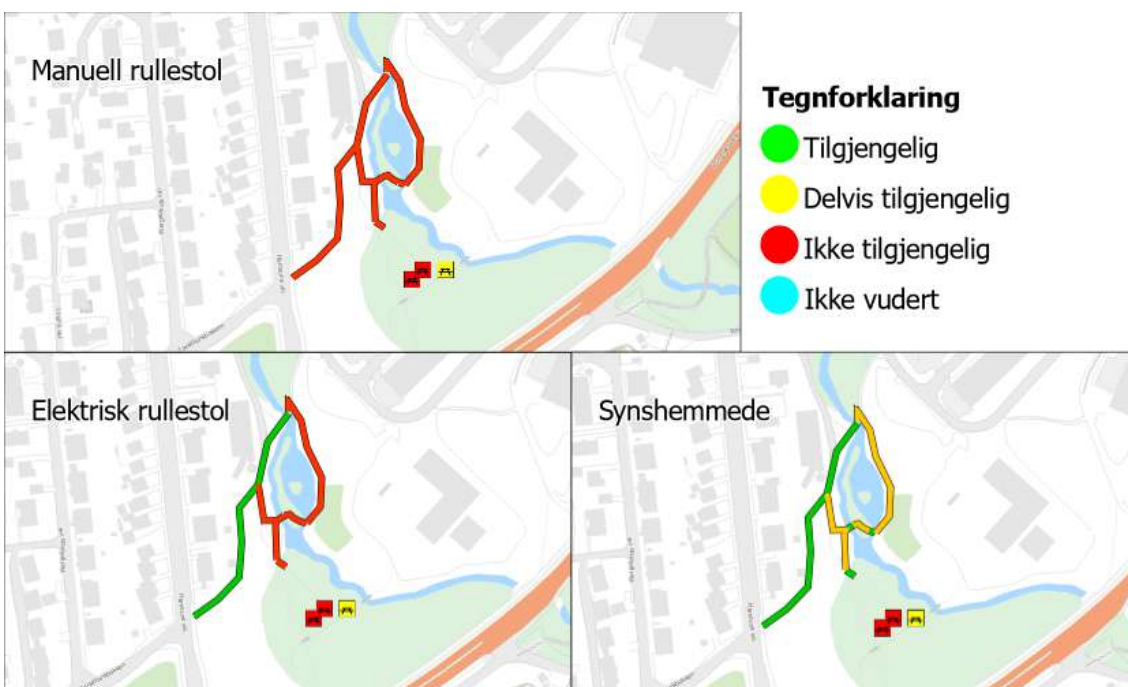 Manuell rullestol
Tegnforklaring
Tilgjengelig
Delvis tilgjengelig
Ikke tilgjengelig
Ikke vudert
Elektrisk rullestol
Synshemmede